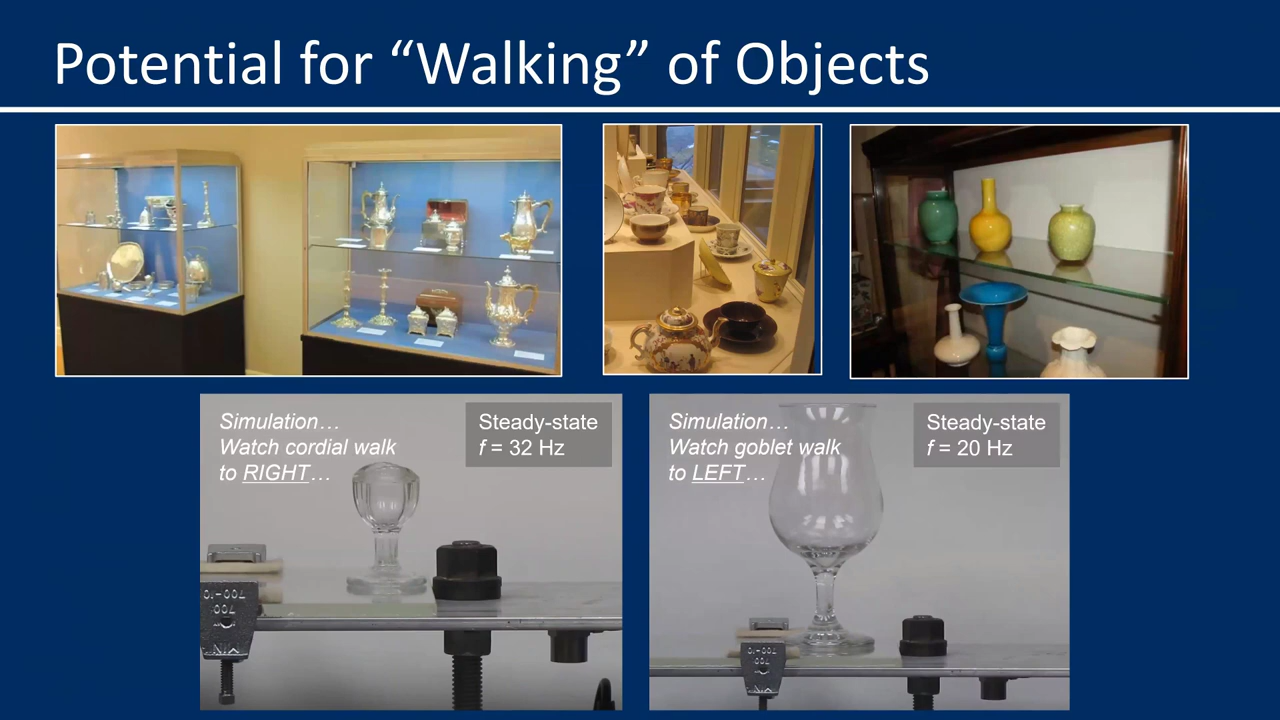 Potential for “Walking” of Objects
Simulation…
Watch cordial walk
to RIGHT…
Steady-state
f = 32 Hz
Simulation…
Watch goblet walk
to LEFT…
Steady-state
f = 20 Hz